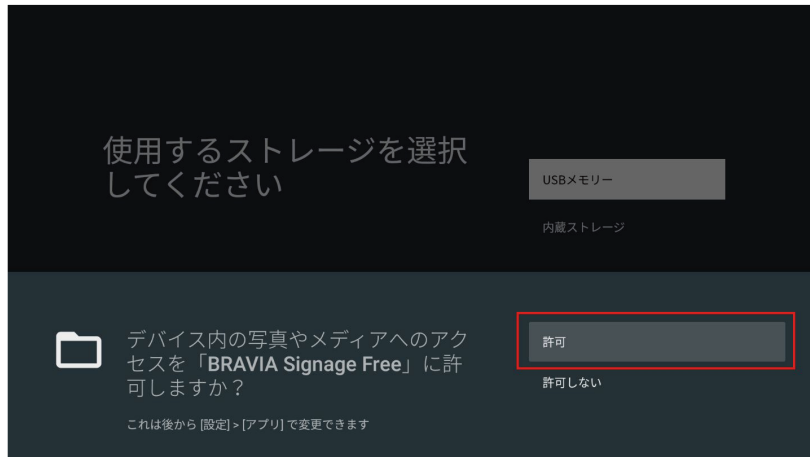 使用するストレージを選択
してください
USBメモリー
内蔵ストレージ
デバイス内の写真やメディアへのアク
セスを「BRAVIA Signage Free」に許
可しますか？
これは後から [設定] > [アプリ] で変更できます
許可
許可しない